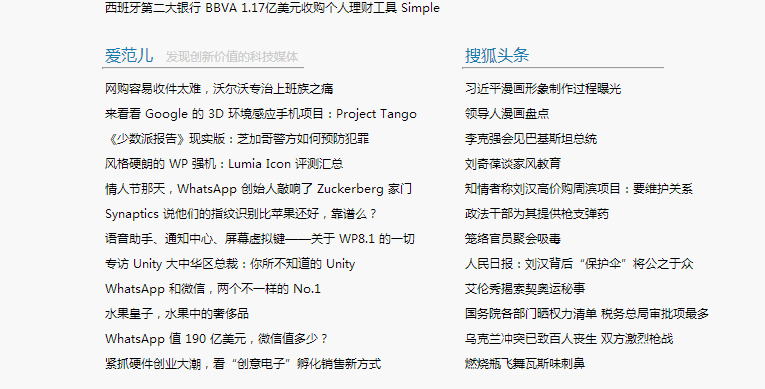 西班牙第二大银行 BBVA 1.17亿美元收购个人理财工具 Simple
爱范儿 发现创新价值的科技媒体
网购容易收件太难，沃尔沃专治上班族之痛
来看看 Google 的 3D 环境感应手机项目：Project Tango
《少数派报告》现实版：芝加哥警方如何预防犯罪
风格硬朗的 WP 强机：Lumia Icon 评测汇总
情人节那天，WhatsApp 创始人敲响了 Zuckerberg 家门
Synaptics 说他们的指纹识别比苹果还好，靠谱么？
语音助手、通知中心、屏幕虚拟键——关于 WP8.1 的一切
专访 Unity 大中华区总裁：你所不知道的 Unity
WhatsApp 和微信，两个不一样的 No.1
水果皇子，水果中的奢侈品
WhatsApp 值 190 亿美元，微信值多少？
紧抓硬件创业大潮，看“创意电子”孵化销售新方式
搜狐头条
习近平漫画形象制作过程曝光
领导人漫画盘点
李克强会见巴基斯坦总统
刘奇葆谈家风教育
知情者称刘汉高价购周滨项目：要维护关系
政法干部为其提供枪支弹药
笼络官员聚会吸毒
人民日报：刘汉背后“保护伞”将公之于众
艾伦秀揭索契奥运秘事
国务院各部门晒权力清单 税务总局审批项最多
乌克兰冲突已致百人丧生 双方激烈枪战
燃烧瓶飞舞瓦斯味刺鼻